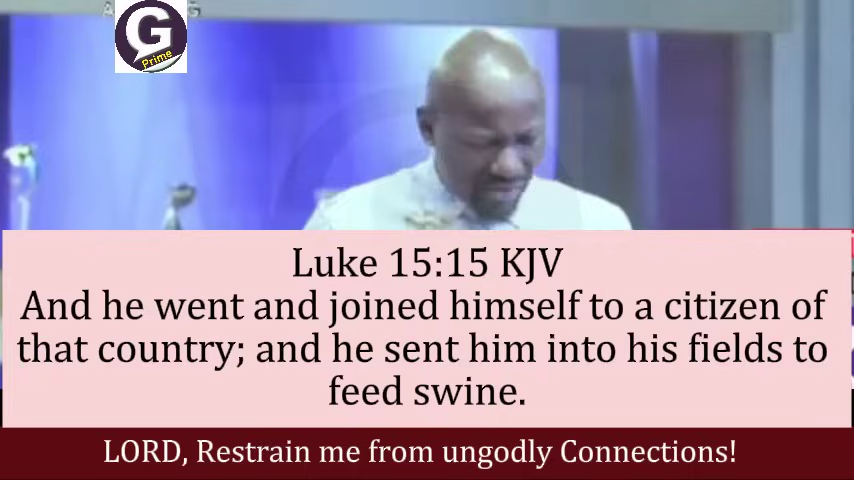 G
Prime
Luke 15:15 KJV
And he went and joined himself to a citizen of
that country; and he sent him into his fields to
feed swine.
LORD, Restrain me from ungodly Connections!